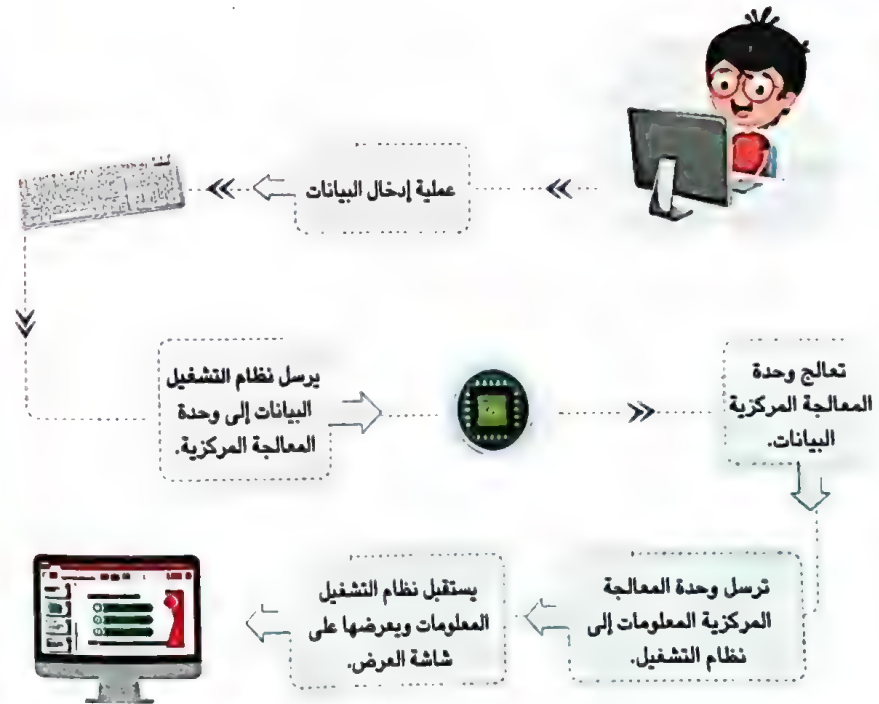 عملية إدخال البيانات
يرسل نظام التشغيل
البيانات إلى وحدة
المعالجة المركزية.
تعالج وحدة
المعالجة المركزية
البيانات.
ترسل وحدة المعالجة
المركزية المعلومات إلى
نظام التشغيل.
يستقبل نظام التشغيل
المعلومات ويعرضها على
شاشة العرض.